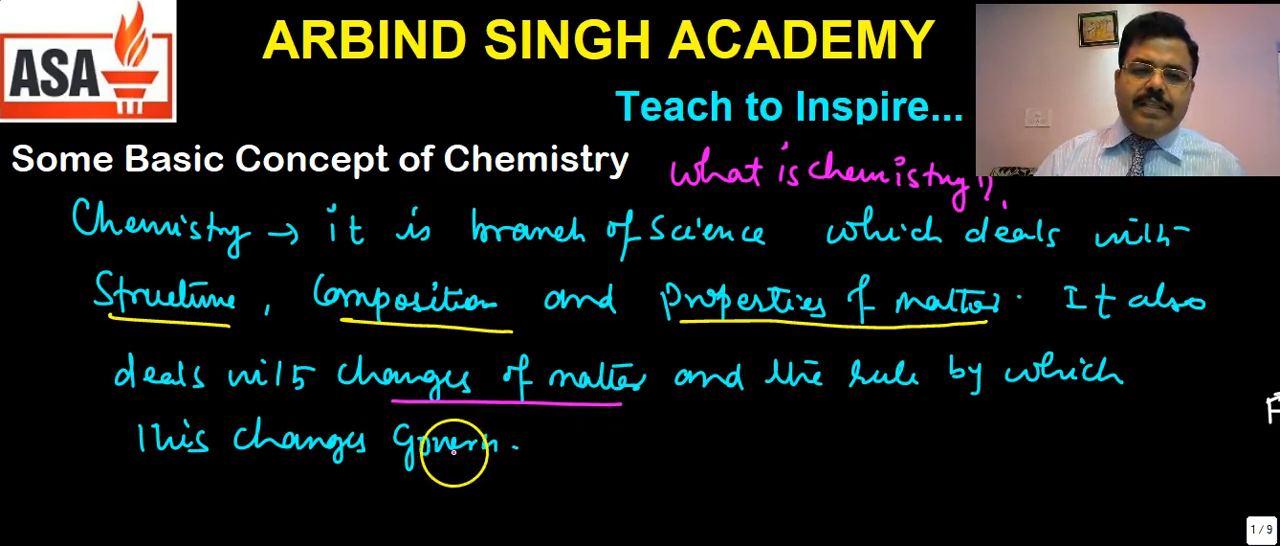 ASA
ARBIND SINGH ACADEMY
Teach to Inspire...
Some Basic Concept of Chemistry
What is chemistry?
Chemistry → it is branch of Science which deals with
Structure, Composition and properties of matter. It also
deals with changes of matter and the rule by which
this changes Govern.
1 / 9